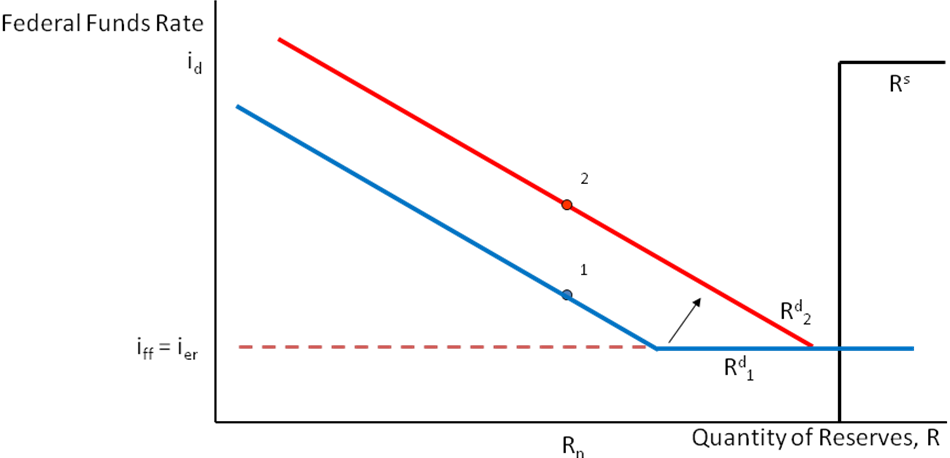 Federal Funds Rate
i_d
R^s
2
1
R^d_2
i_ff = i_er
R^d_1
Quantity of Reserves, R
R_n